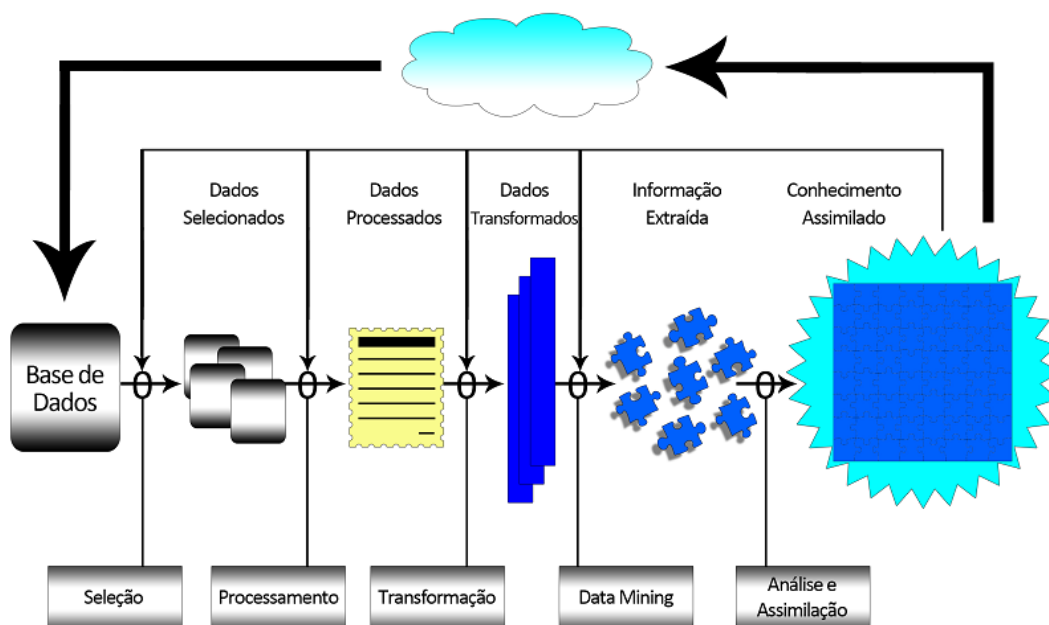 Dados
Selecionados
Dados
Processados
Dados
Transformados
Informação
Extraída
Conhecimento
Assimilado
Base de
Dados
Seleção
Processamento
Transformação
Data Mining
Análise e
Assimilação